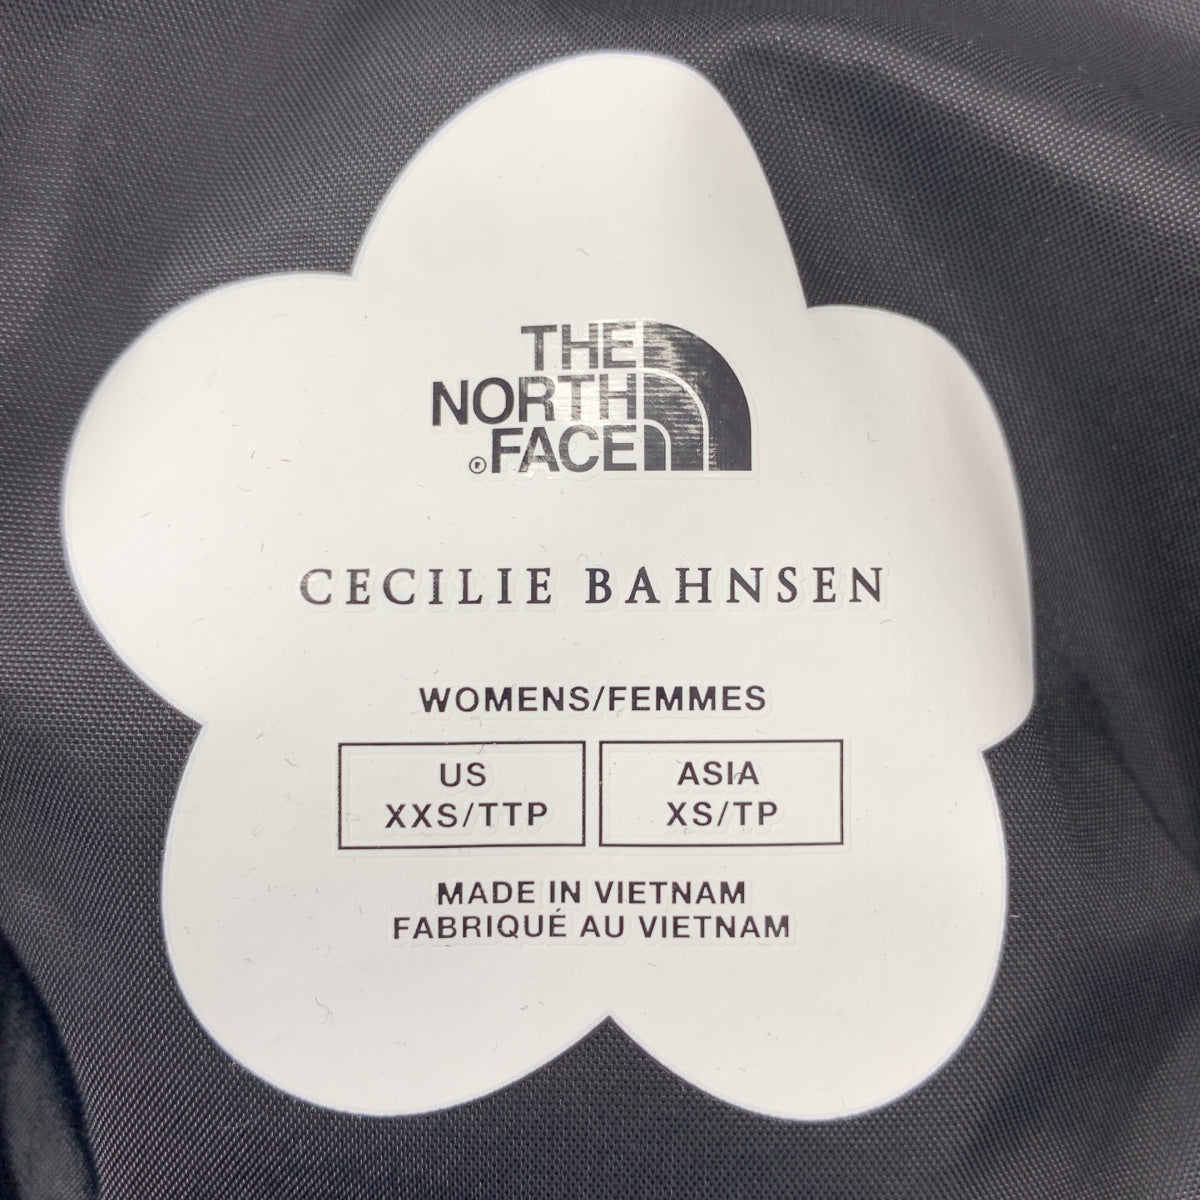 THE
NORTH
® FACE
CECILIE BAHNSEN
WOMENS/FEMMES
US
XXS/TTP
ASIA
XS/TP
MADE IN VIETNAM
FABRIQUÉ AU VIETNAM